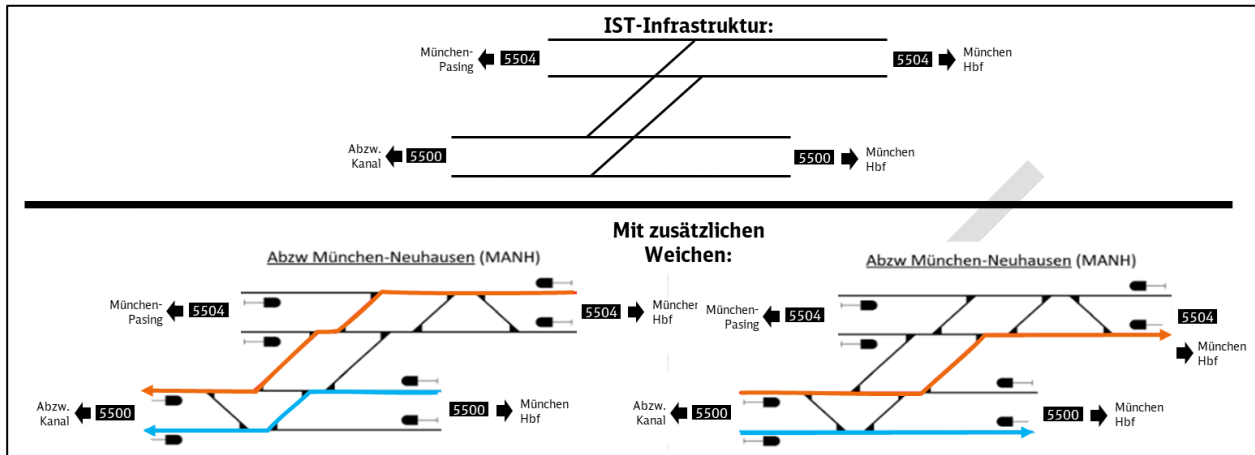 IST-Infrastruktur:
München-
Pasing
5504
5504
München
Hbf
Abzw.
Kanal
5500
5500
München
Hbf
Mit zusätzlichen
Weichen:
Abzw München-Neuhausen (MANH)
München-
Pasing
5504
5504
Münche
Hbf
Abzw.
Kanal
5500
5500
München
Hbf
Abzw München-Neuhausen (MANH)
München-
Pasing
5504
5504
München
Hbf
Abzw.
Kanal
5500
5500
München
Hbf